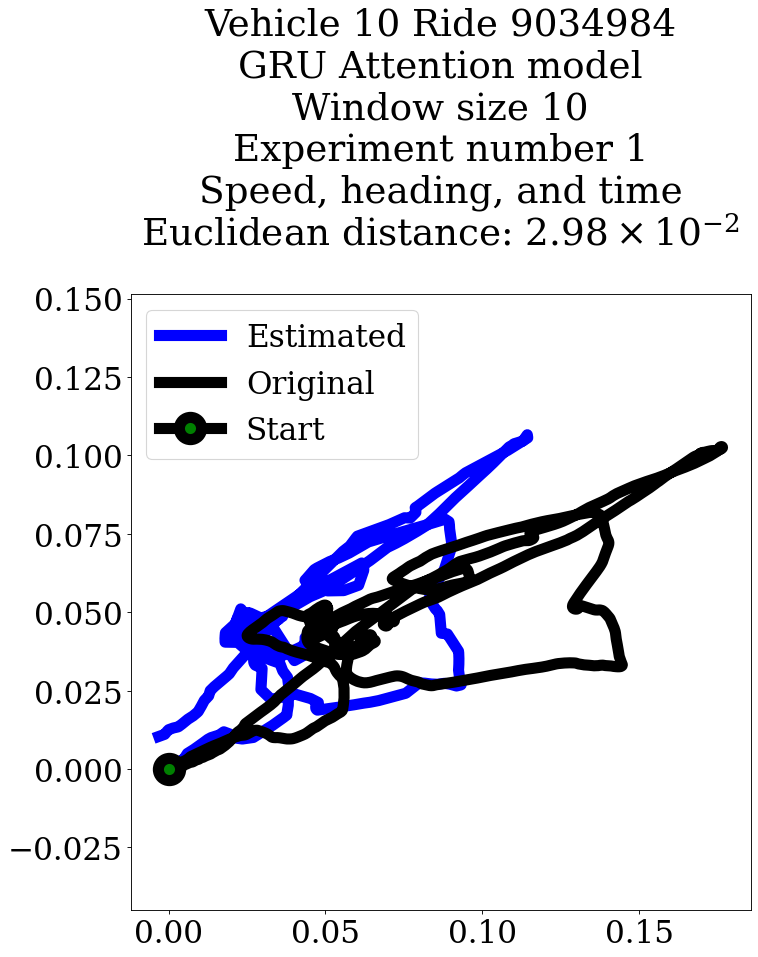 Vehicle 10 Ride 9034984
GRU Attention model
Window size 10
Experiment number 1
Speed, heading, and time
Euclidean distance: 2.98 × 10⁻²
0.150
Estimated
0.125
Original
Start
0.100
0.075
0.050
0.025
0.000
−0.025
0.00 0.05 0.10 0.15